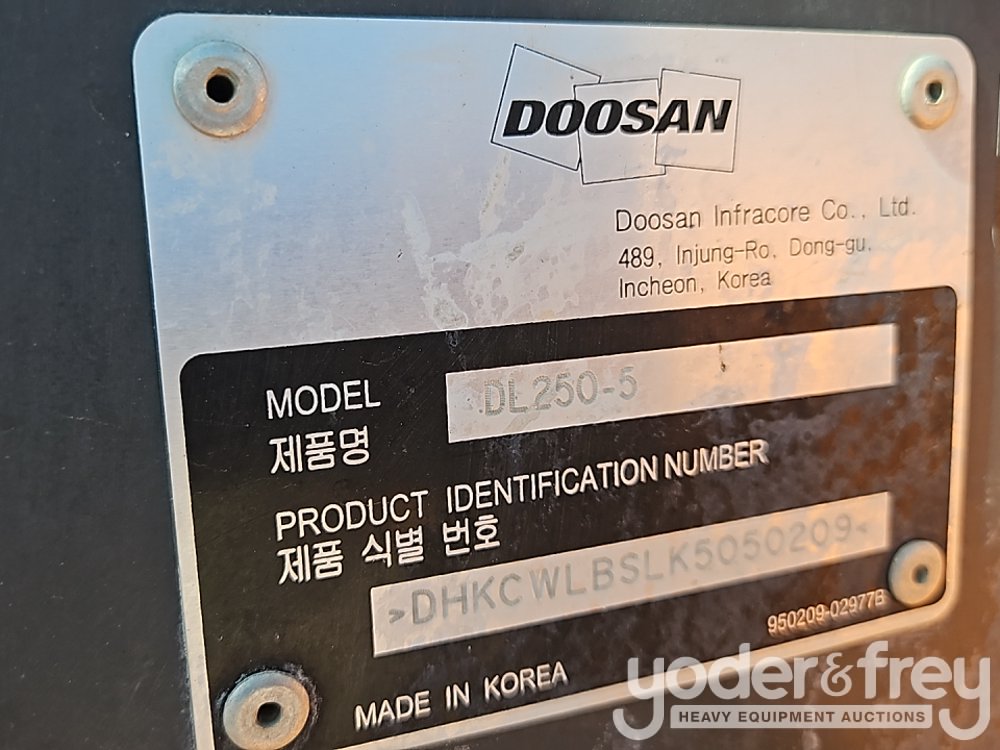 DOOSAN
Doosan Infracore Co., Ltd.
489, Injung-Ro, Dong-gu,
Incheon, Korea
MODEL DL250-5
제품명
PRODUCT IDENTIFICATION NUMBER
제품 식별 번호
>DHKCWLBSLK5050209<
950209-02977B
MADE IN KOREA
yoder&frey
HEAVY EQUIPMENT AUCTIONS